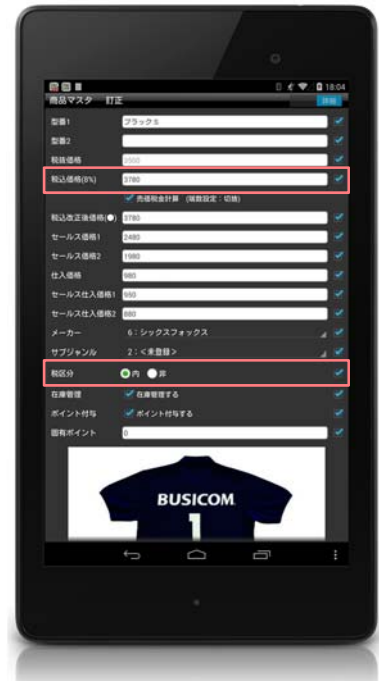 18:04
商品マスタ 訂正 詳細
型番1 ブラックS
型番2
税抜価格 3500
税込価格(8%) 3780
売価税金計算 (端数設定:切捨)
税込改正後価格(●) 3780
セールス価格1 2480
セールス価格2 1980
仕入価格 980
セールス仕入価格1 950
セールス仕入価格2 880
メーカー 6:シックスフォックス
サブジャンル 2:<未登録>
税区分 内 非
在庫管理 在庫管理する
ポイント付与 ポイント付与する
固有ポイント 0
BUSICOM
1